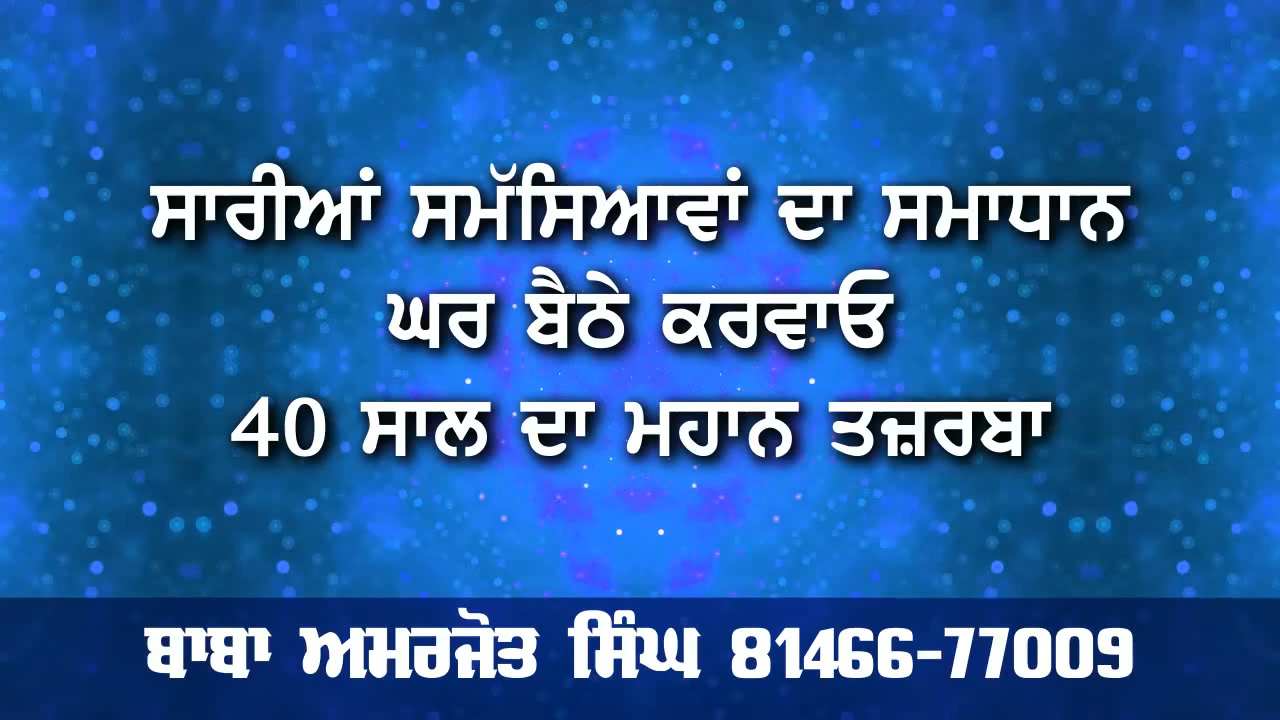 ਸਾਰੀਆਂ ਸਮੱਸਿਆਵਾਂ ਦਾ ਸਮਾਧਾਨ
ਘਰ ਬੈਠੇ ਕਰਵਾਓ
40 ਸਾਲ ਦਾ ਮਹਾਨ ਤਜ਼ਰਬਾ
ਬਾਬਾ ਅਮਰਜੋਤ ਸਿੰਘ 81466-77009